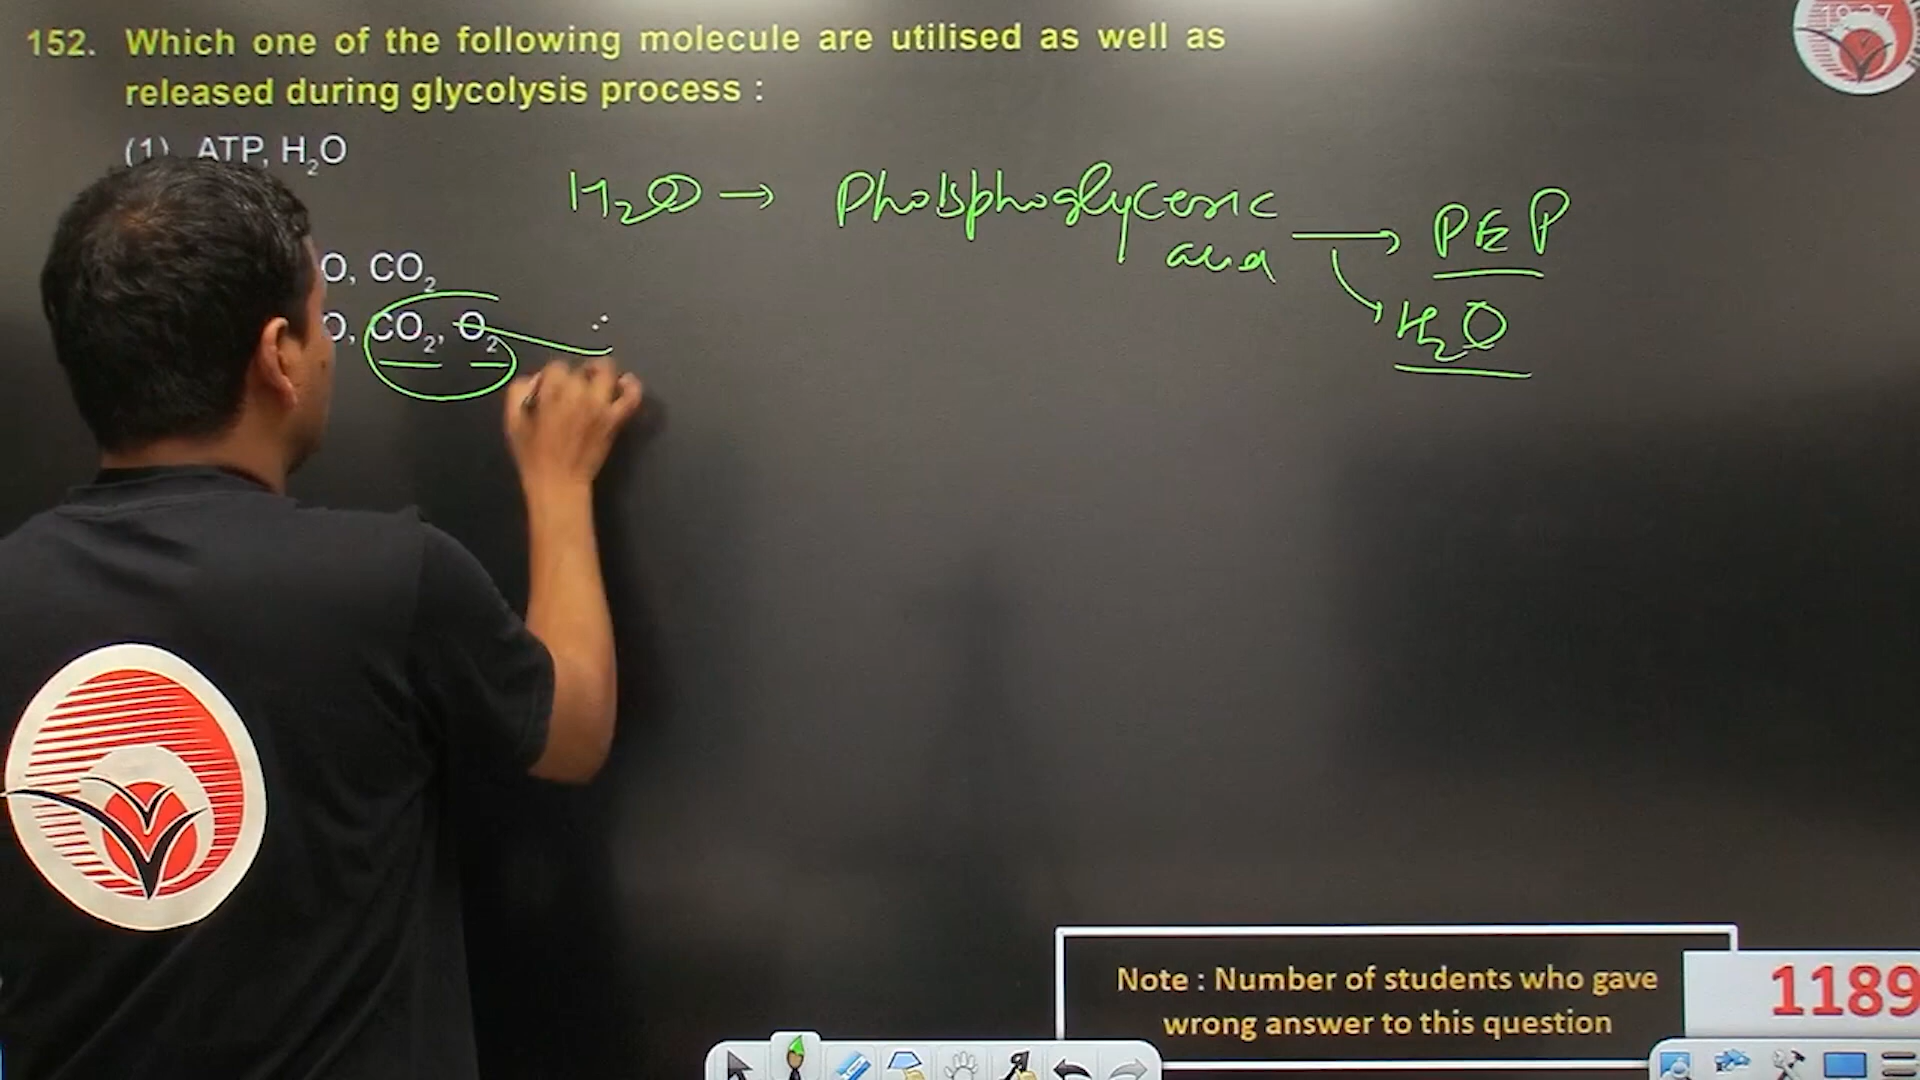 152. Which one of the following molecule are utilised as well as
released during glycolysis process :
(1) ATP, H₂O
O, CO₂
O, CO₂, O₂
H₂O → Phosphoglyceric
acid
→ PEP
H₂O
Note : Number of students who gave
wrong answer to this question
1189